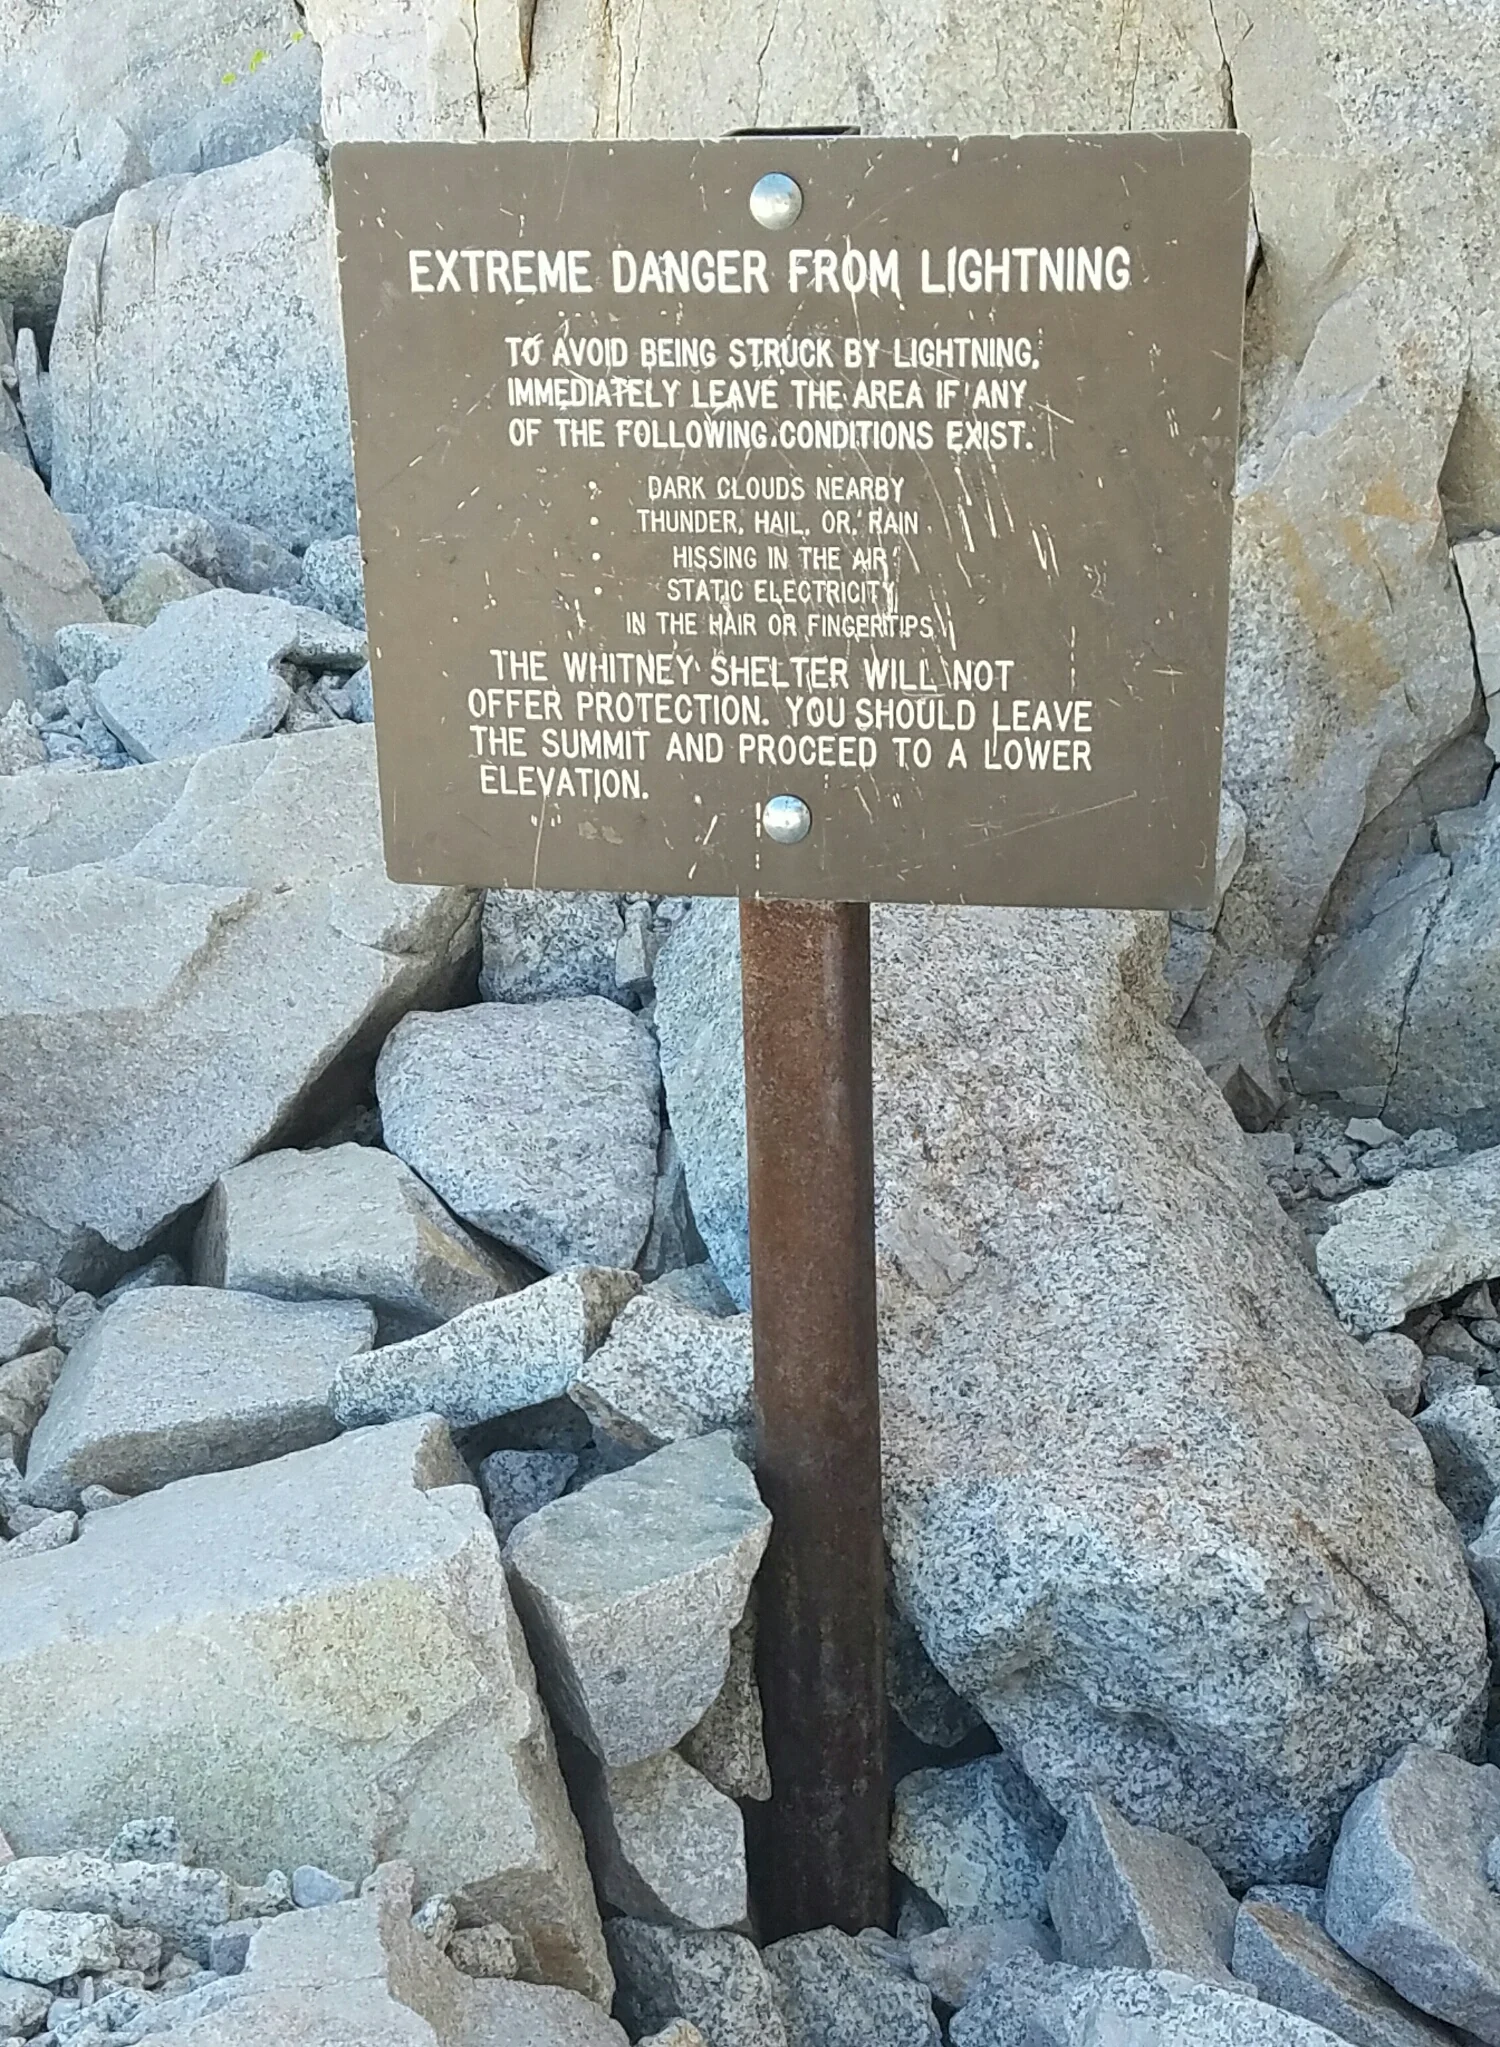 EXTREME DANGER FROM LIGHTNING
TO AVOID BEING STRUCK BY LIGHTNING,
IMMEDIATELY LEAVE THE AREA IF ANY
OF THE FOLLOWING CONDITIONS EXIST.
• DARK CLOUDS NEARBY
• THUNDER, HAIL, OR RAIN
• HISSING IN THE AIR
• STATIC ELECTRICITY
IN THE HAIR OR FINGERTIPS
THE WHITNEY SHELTER WILL NOT
OFFER PROTECTION. YOU SHOULD LEAVE
THE SUMMIT AND PROCEED TO A LOWER
ELEVATION.